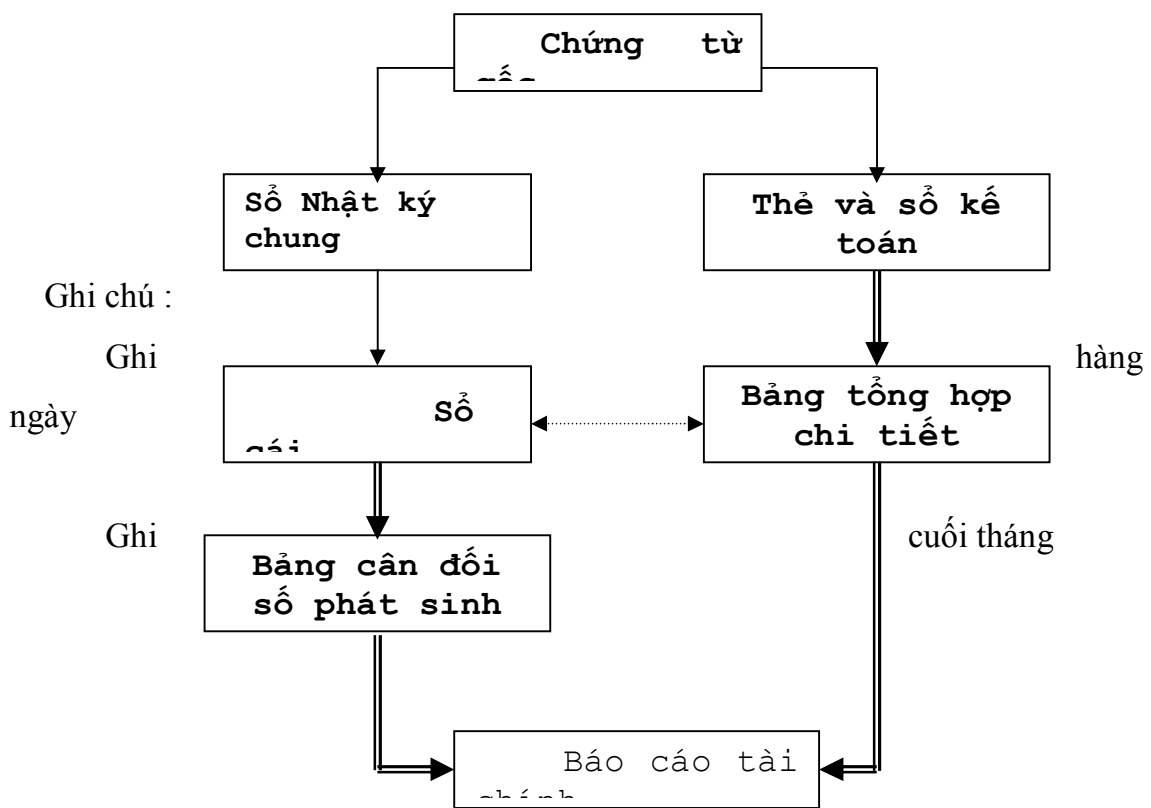 Chứng từ
Sổ Nhật ký
chung
Thẻ và sổ kế
toán
Ghi chú :
Ghi hàng
ngày
Sổ
Bảng tổng hợp
chi tiết
Ghi cuối tháng
Bảng cân đối
số phát sinh
Báo cáo tài